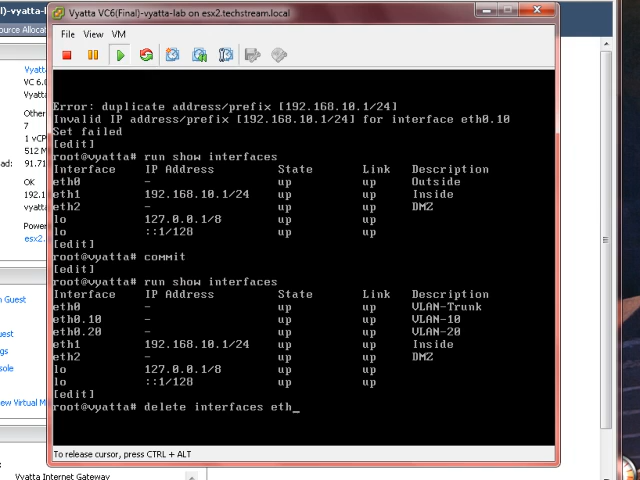 )-vyatta-l
Vyatta VC6(Final)-vyatta-lab on esx2.techstream.local
ource Allocat
File View VM
Vyatt
VC 6.
Vyatt
Other
7
1 vCP
512 M
ad: 91.71
OK
192.1
vyatt
Powe
esx2.
n Guest
uest
gs
sole
ew Virtual M
Error: duplicate address/prefix [192.168.10.1/24]
Invalid IP address/prefix [192.168.10.1/24] for interface eth0.10
Set failed
[edit]
root@vyatta# run show interfaces
Interface IP Address State Link Description
eth0 - up up Outside
eth1 192.168.10.1/24 up up Inside
eth2 - up up DMZ
lo 127.0.0.1/8 up up
lo ::1/128 up up
[edit]
root@vyatta# commit
[edit]
root@vyatta# run show interfaces
Interface IP Address State Link Description
eth0 - up up VLAN-Trunk
eth0.10 - up up VLAN-10
eth0.20 - up up VLAN-20
eth1 192.168.10.1/24 up up Inside
eth2 - up up DMZ
lo 127.0.0.1/8 up up
lo ::1/128 up up
[edit]
root@vyatta# delete interfaces eth_
To release cursor, press CTRL + ALT
Vyatta Internet Gateway